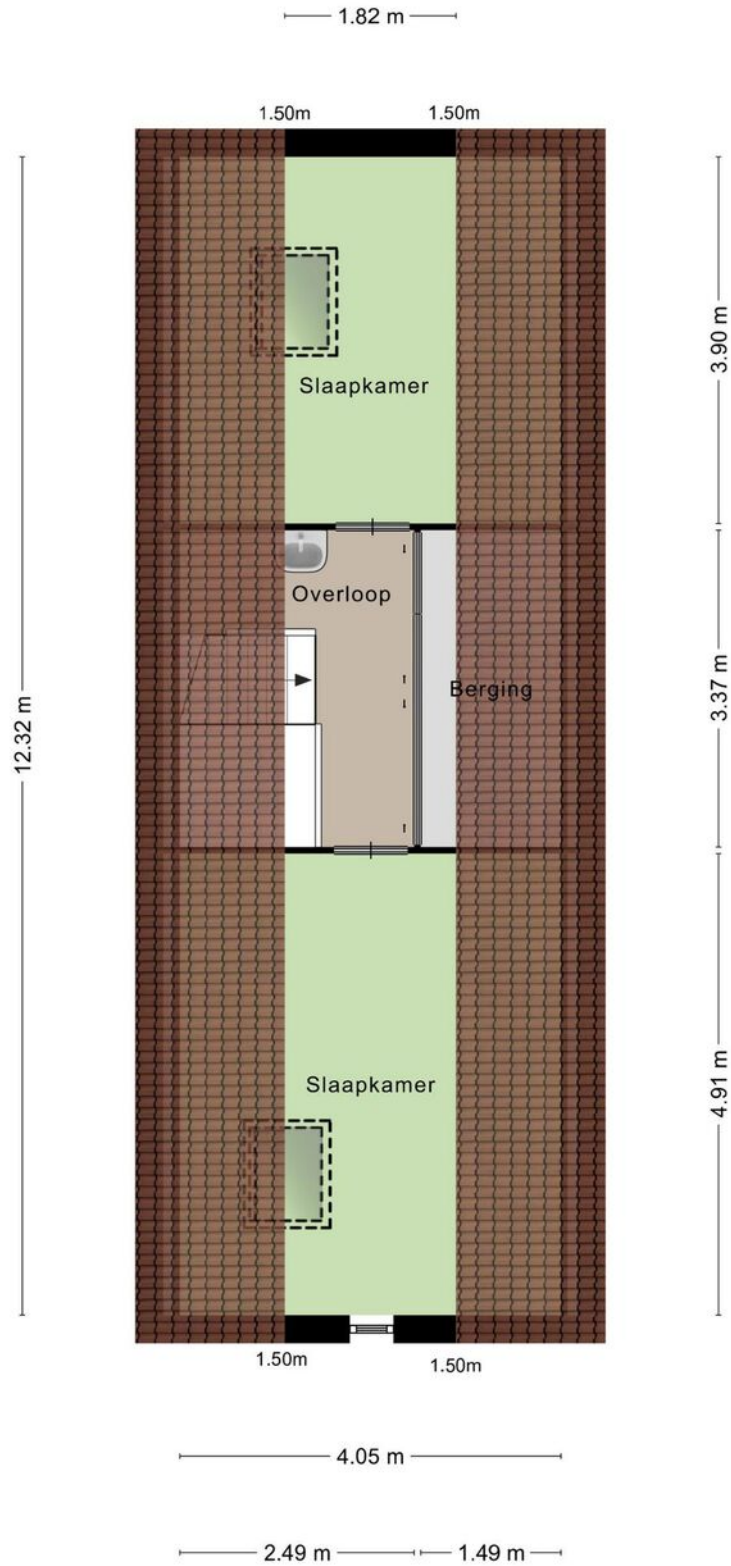 1.82 m
1.50m 1.50m
3.90 m
Slaapkamer
Overloop
3.37 m
Berging
12.32 m
4.91 m
Slaapkamer
1.50m 1.50m
4.05 m
2.49 m 1.49 m